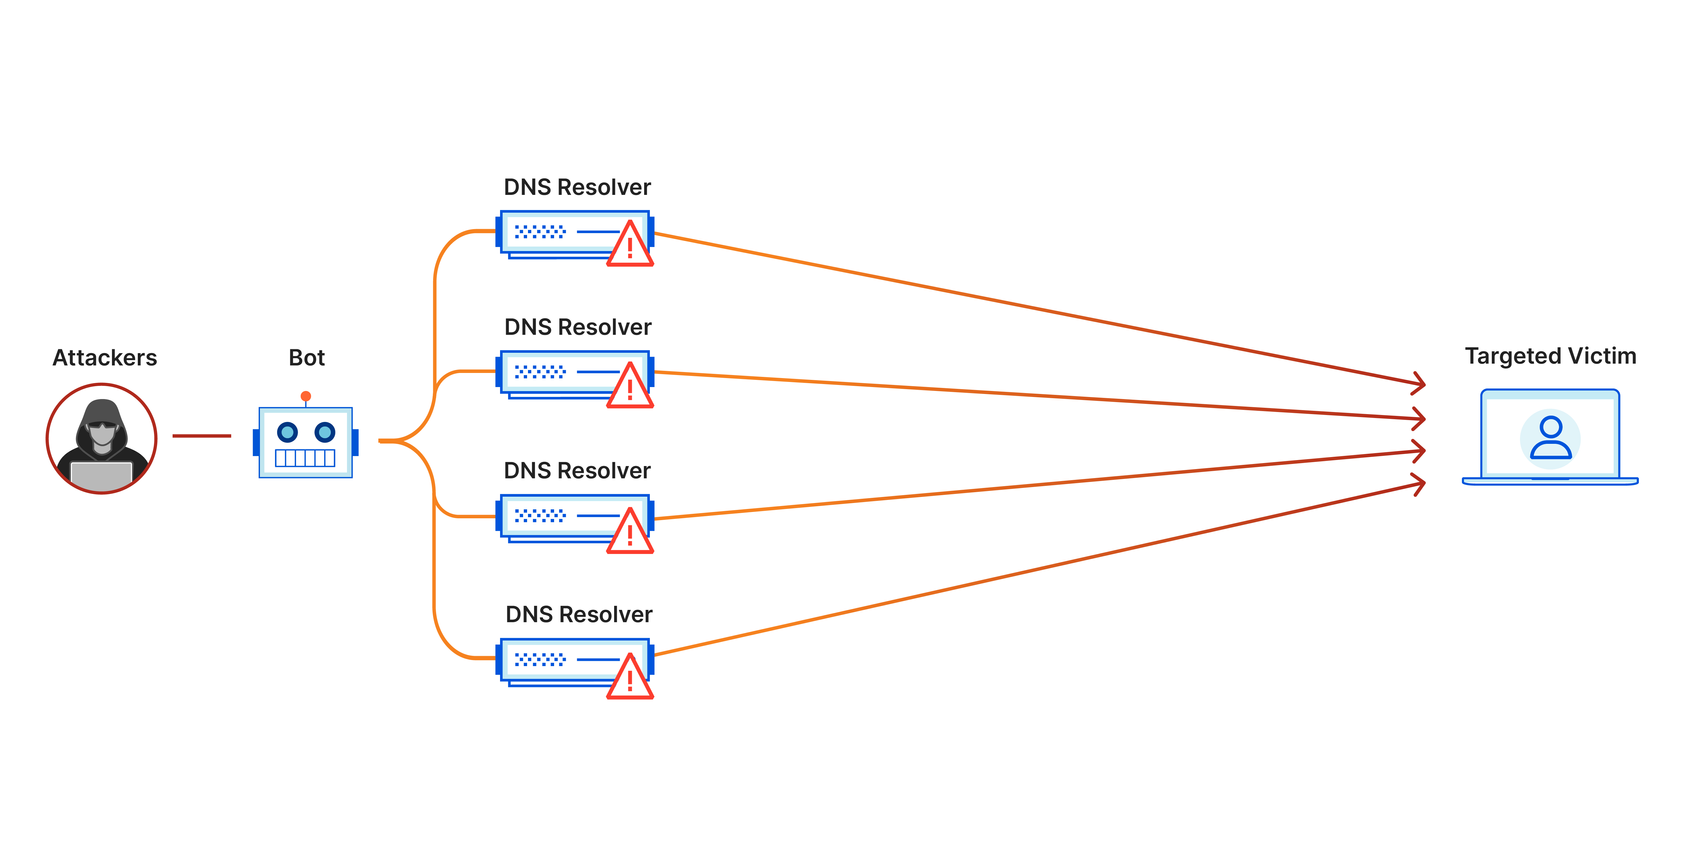 Attackers
Bot
DNS Resolver
DNS Resolver
DNS Resolver
DNS Resolver
Targeted Victim